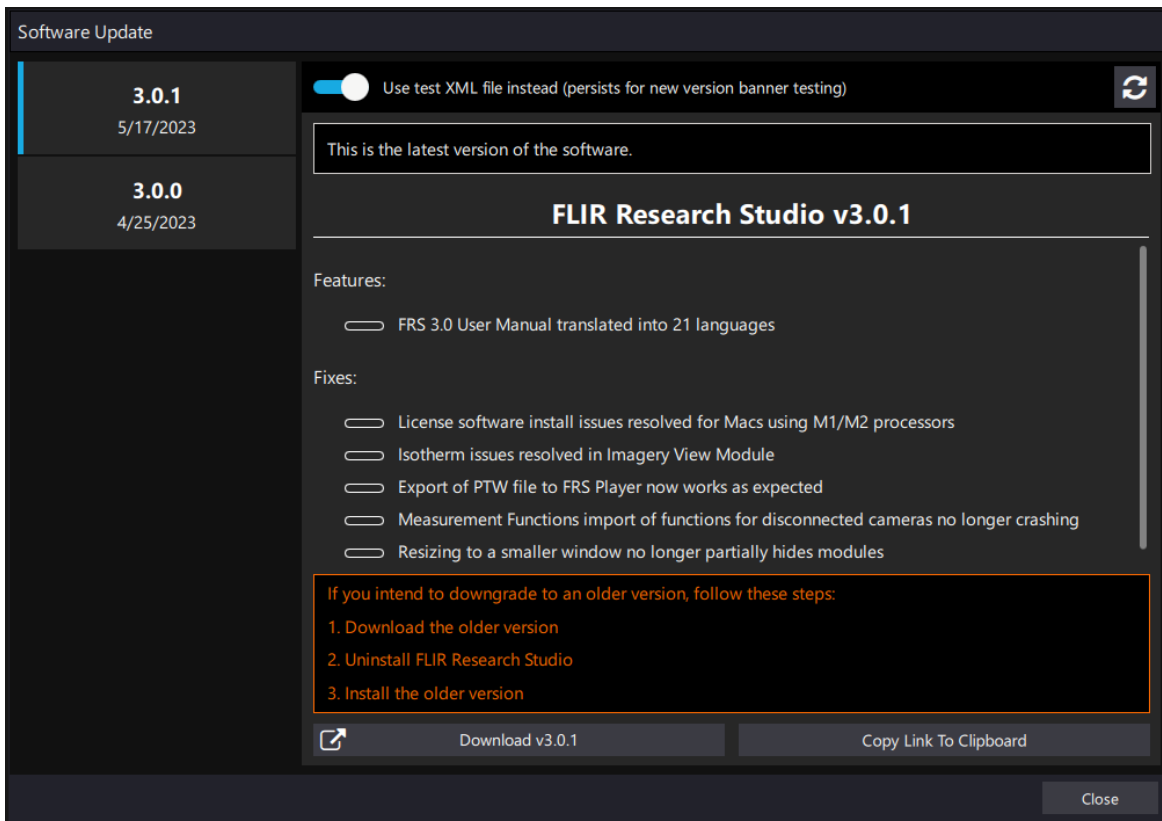 Software Update
3.0.1
5/17/2023
3.0.0
4/25/2023
Use test XML file instead (persists for new version banner testing)
This is the latest version of the software.
FLIR Research Studio v3.0.1
Features:
FRS 3.0 User Manual translated into 21 languages
Fixes:
License software install issues resolved for Macs using M1/M2 processors
Isotherm issues resolved in Imagery View Module
Export of PTW file to FRS Player now works as expected
Measurement Functions import of functions for disconnected cameras no longer crashing
Resizing to a smaller window no longer partially hides modules
If you intend to downgrade to an older version, follow these steps:
1. Download the older version
2. Uninstall FLIR Research Studio
3. Install the older version
Download v3.0.1
Copy Link To Clipboard
Close